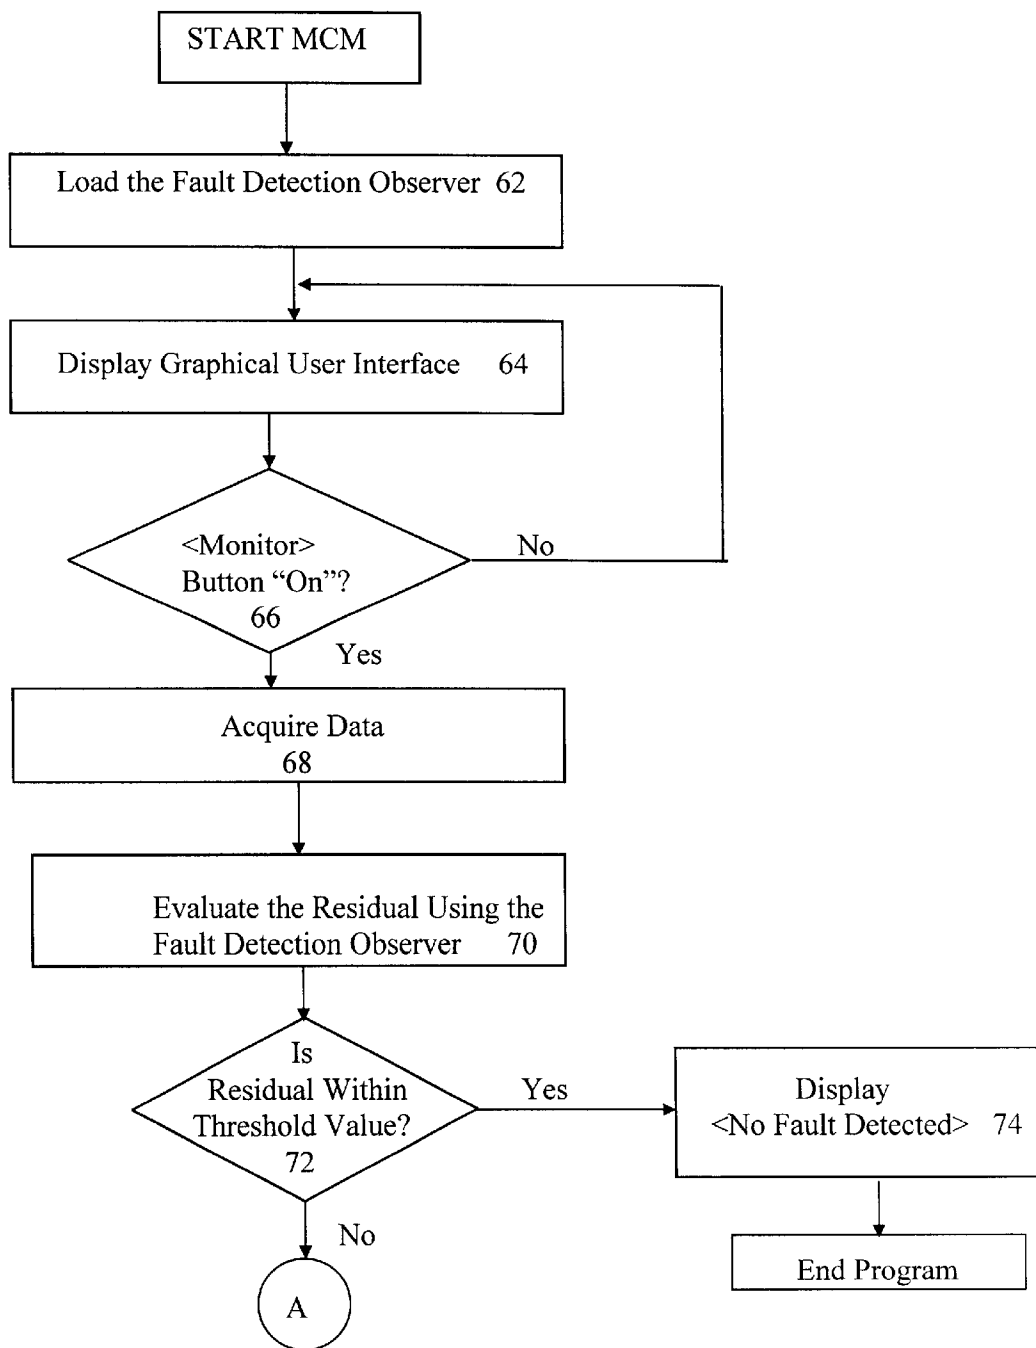 START MCM
Load the Fault Detection Observer 62
Display Graphical User Interface 64
<Monitor>
Button “On”?
66
No
Yes
Acquire Data
68
Evaluate the Residual Using the
Fault Detection Observer 70
Is
Residual Within
Threshold Value?
72
Yes
Display
<No Fault Detected> 74
No
End Program
A